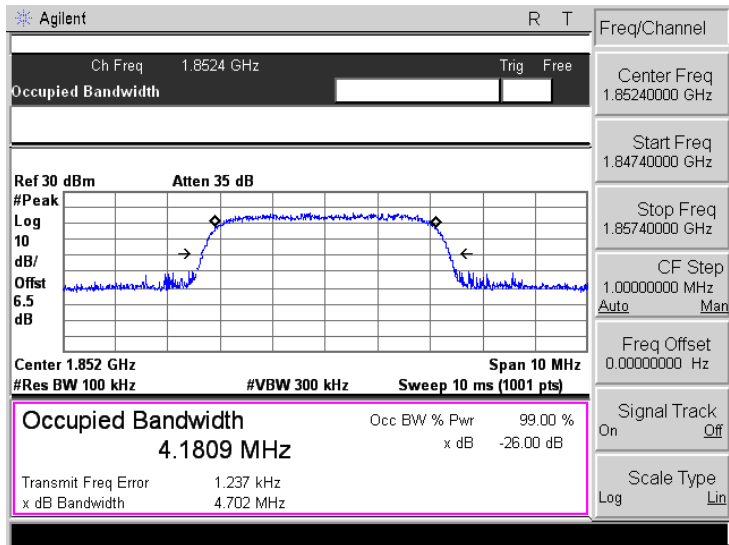 Agilent R T
Ch Freq 1.8524 GHz Trig Free
Occupied Bandwidth
Ref 30 dBm Atten 35 dB
#Peak
Log
10
dB/
Offst
6.5
dB
Center 1.852 GHz Span 10 MHz
#Res BW 100 kHz #VBW 300 kHz Sweep 10 ms (1001 pts)
Occupied Bandwidth Occ BW % Pwr 99.00 %
4.1809 MHz x dB -26.00 dB
Transmit Freq Error 1.237 kHz
x dB Bandwidth 4.702 MHz
Freq/Channel
Center Freq
1.85240000 GHz
Start Freq
1.84740000 GHz
Stop Freq
1.85740000 GHz
CF Step
1.00000000 MHz
Auto Man
Freq Offset
0.00000000 Hz
Signal Track
On Off
Scale Type
Log Lin